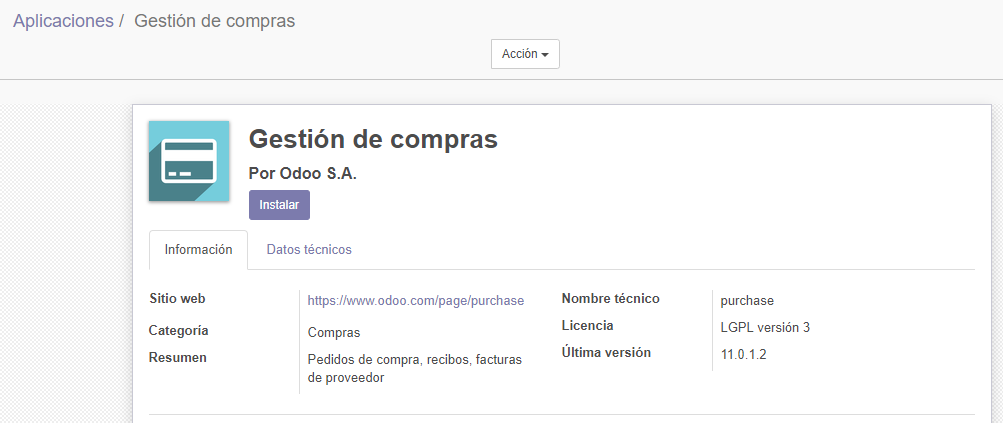 Aplicaciones / Gestión de compras
Acción
Gestión de compras
Por Odoo S.A.
Instalar
Información Datos técnicos
Sitio web https://www.odoo.com/page/purchase
Categoría Compras
Resumen Pedidos de compra, recibos, facturas
de proveedor
Nombre técnico purchase
Licencia LGPL versión 3
Última versión 11.0.1.2